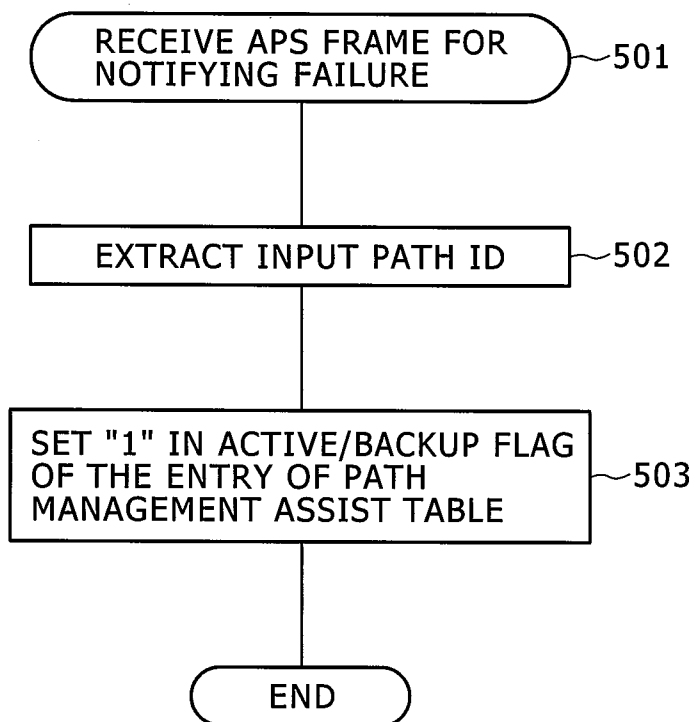 RECEIVE APS FRAME FOR
NOTIFYING FAILURE
501
EXTRACT INPUT PATH ID
502
SET "1" IN ACTIVE/BACKUP FLAG
OF THE ENTRY OF PATH
MANAGEMENT ASSIST TABLE
503
END